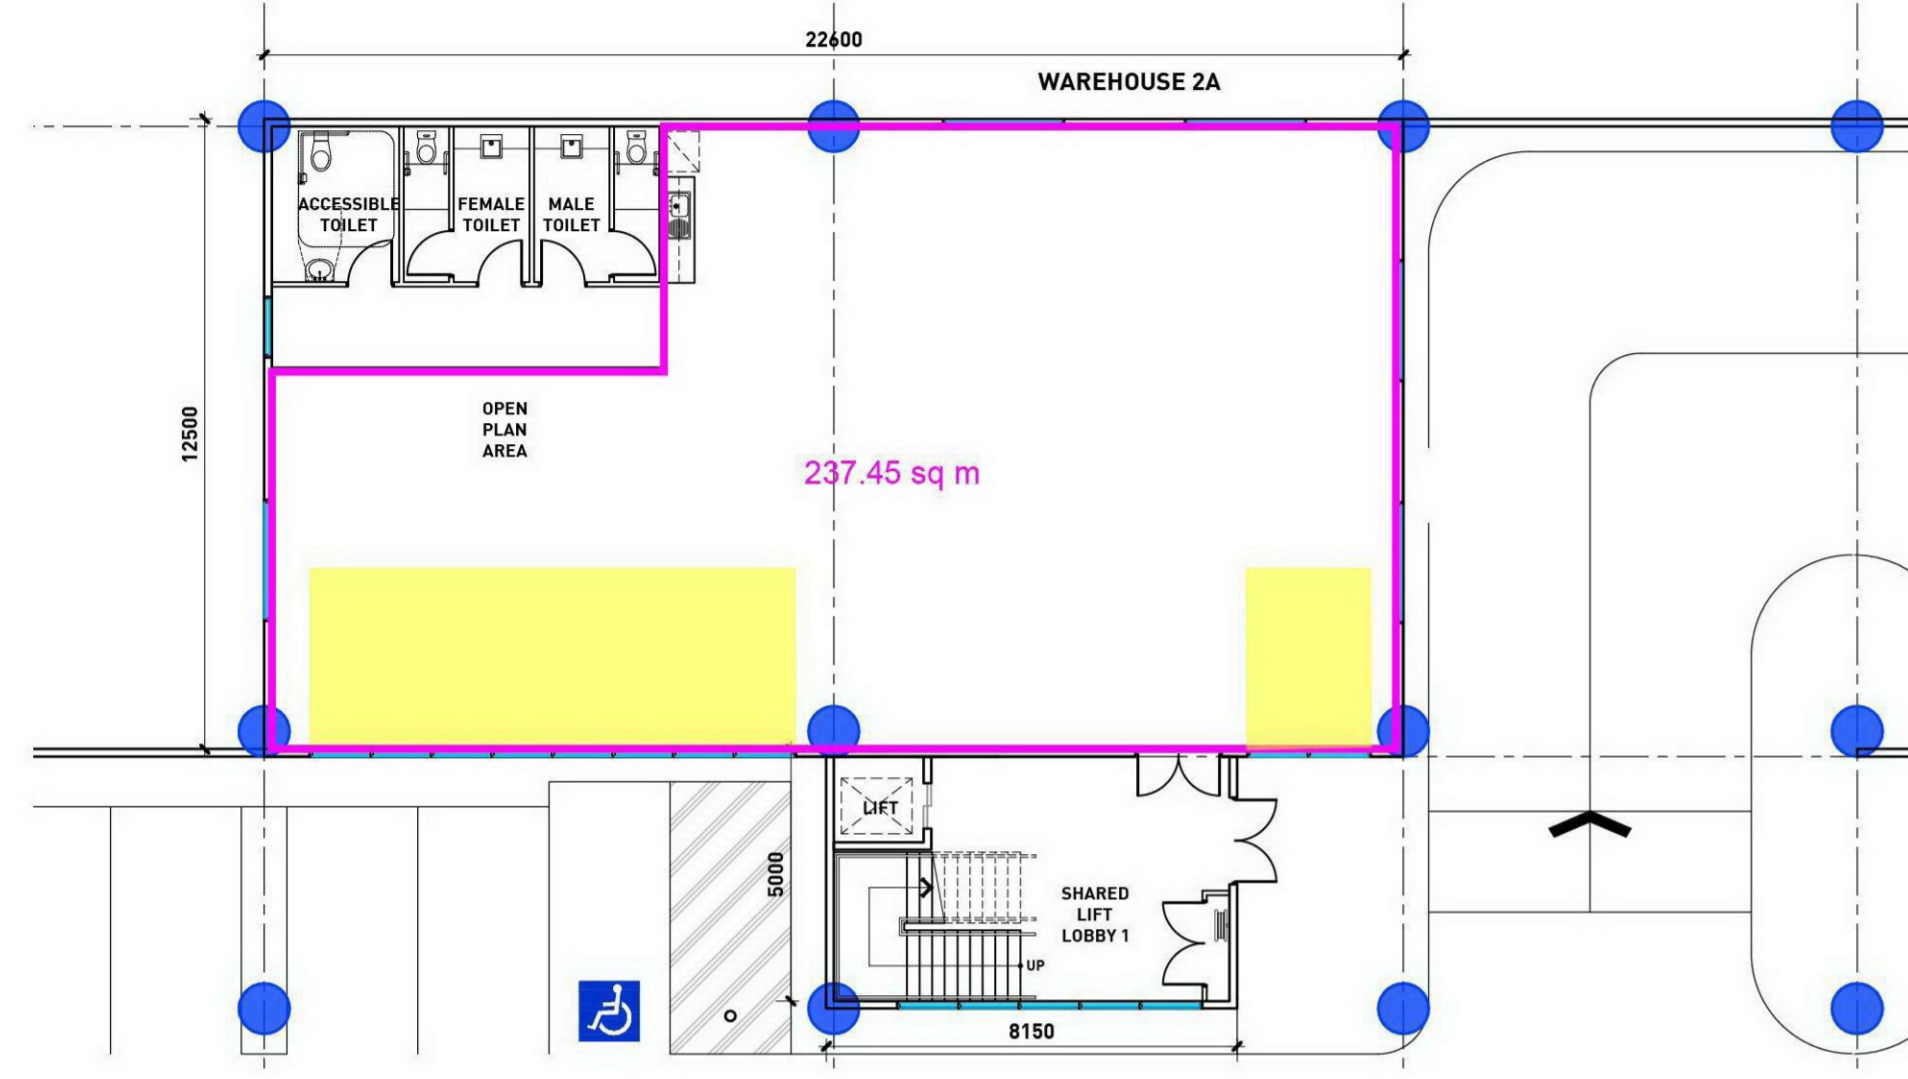 22600
WAREHOUSE 2A
ACCESSIBLE
TOILET
FEMALE
TOILET
MALE
TOILET
12500
OPEN
PLAN
AREA
237.45 sq m
LIFT
5000
SHARED
LIFT
LOBBY 1
UP
8150